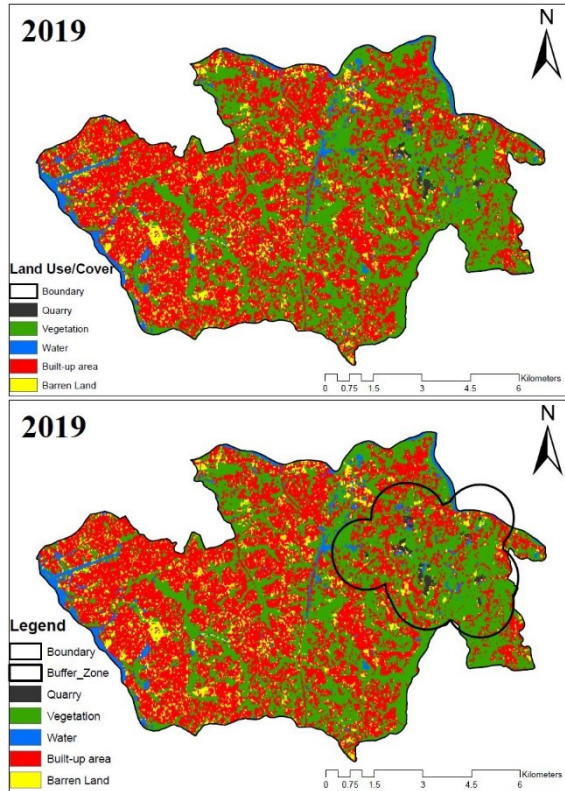 2019
N
Land Use/Cover
Boundary
Quarry
Vegetation
Water
Built-up area
Barren Land
Kilometers
0 0.75 1.5 3 4.5 6
2019
N
Legend
Boundary
Buffer_Zone
Quarry
Vegetation
Water
Built-up area
Barren Land
Kilometers
0 0.75 1.5 3 4.5 6